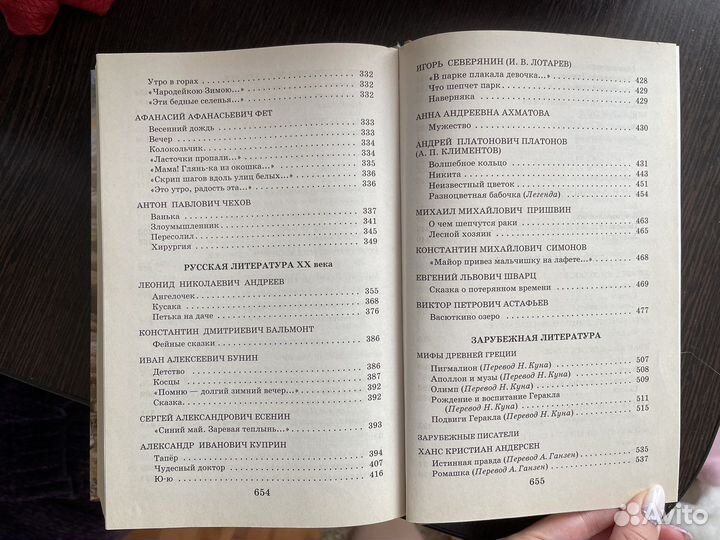 Утро в горах 332
«Чародейкою Зимою...» 332
«Эти бедные селенья...» 332
АФАНАСИЙ АФАНАСЬЕВИЧ ФЕТ
Весенний дождь 333
Вечер 333
Колокольчик 334
«Ласточки пропали...» 334
«Мама! Глянь-ка из окошка...» 335
«Скрип шагов вдоль улиц белых...» 336
«Это утро, радость эта...» 336
АНТОН ПАВЛОВИЧ ЧЕХОВ
Ванька 337
Злоумышленник 341
Пересолил 345
Хирургия 349
РУССКАЯ ЛИТЕРАТУРА XX века
ЛЕОНИД НИКОЛАЕВИЧ АНДРЕЕВ
Ангелочек 355
Кусака 368
Петька на даче 376
КОНСТАНТИН ДМИТРИЕВИЧ БАЛЬМОНТ
Фейные сказки 386
ИВАН АЛЕКСЕЕВИЧ БУНИН
Детство 386
Косцы 387
«Помню — долгий зимний вечер...» 392
Сказка 392
СЕРГЕЙ АЛЕКСАНДРОВИЧ ЕСЕНИН
«Синий май. Заревая теплынь...» 393
АЛЕКСАНДР ИВАНОВИЧ КУПРИН
Тапёр 394
Чудесный доктор 407
Ю-ю 416
654
ИГОРЬ СЕВЕРЯНИН (И. В. ЛОТАРЕВ)
«В парке плакала девочка...» 428
Что шепчет парк 429
Наверняка 429
АННА АНДРЕЕВНА АХМАТОВА
Мужество 430
АНДРЕЙ ПЛАТОНОВИЧ ПЛАТОНОВ
(А. П. КЛИМЕНТОВ)
Волшебное кольцо 431
Никита 443
Неизвестный цветок 451
Разноцветная бабочка (Легенда) 454
МИХАИЛ МИХАЙЛОВИЧ ПРИШВИН
О чем шепчутся раки 463
Лесной хозяин 465
КОНСТАНТИН МИХАЙЛОВИЧ СИМОНОВ
«Майор привез мальчишку на лафете...» 468
ЕВГЕНИЙ ЛЬВОВИЧ ШВАРЦ
Сказка о потерянном времени 469
ВИКТОР ПЕТРОВИЧ АСТАФЬЕВ
Васюткино озеро 477
ЗАРУБЕЖНАЯ ЛИТЕРАТУРА
МИФЫ ДРЕВНЕЙ ГРЕЦИИ
Пигмалион (Перевод Н. Куна) 507
Аполлон и музы (Перевод Н. Куна) 508
Олимп (Перевод Н. Куна) 509
Рождение и воспитание Геракла
(Перевод Н. Куна) 511
Подвиги Геракла (Перевод Н. Куна) 515
ЗАРУБЕЖНЫЕ ПИСАТЕЛИ
ХАНС КРИСТИАН АНДЕРСЕН
Истинная правда (Перевод А. Ганзен) 535
Ромашка (Перевод А. Ганзен) 537
655
Avito